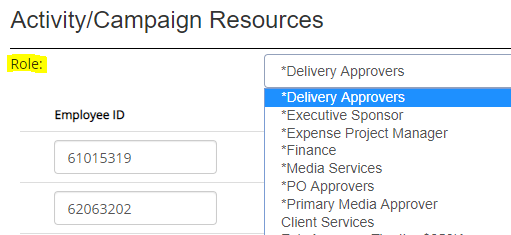 Activity/Campaign Resources
Role:
*Delivery Approvers
*Delivery Approvers
*Executive Sponsor
*Expense Project Manager
*Finance
*Media Services
*PO Approvers
*Primary Media Approver
Client Services
Employee ID
61015319
62063202